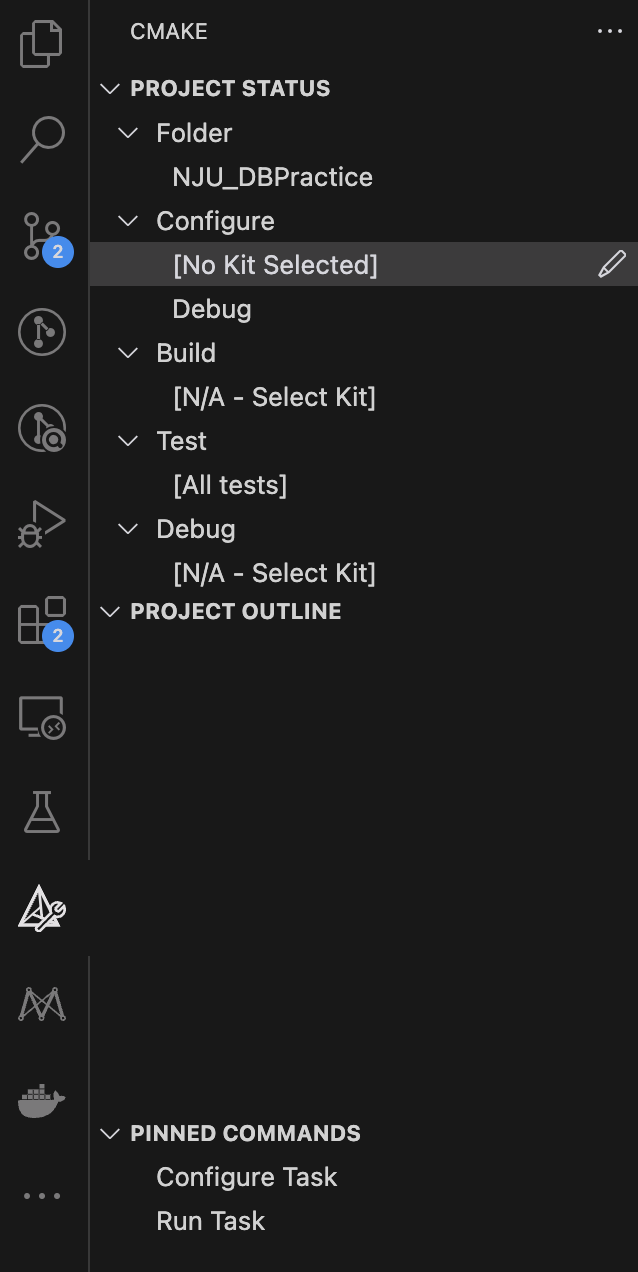 CMAKE
PROJECT STATUS
Folder
NJU_DBPractice
Configure
[No Kit Selected]
Debug
2
Build
[N/A - Select Kit]
Test
[All tests]
Debug
[N/A - Select Kit]
PROJECT OUTLINE
2
PINNED COMMANDS
Configure Task
Run Task